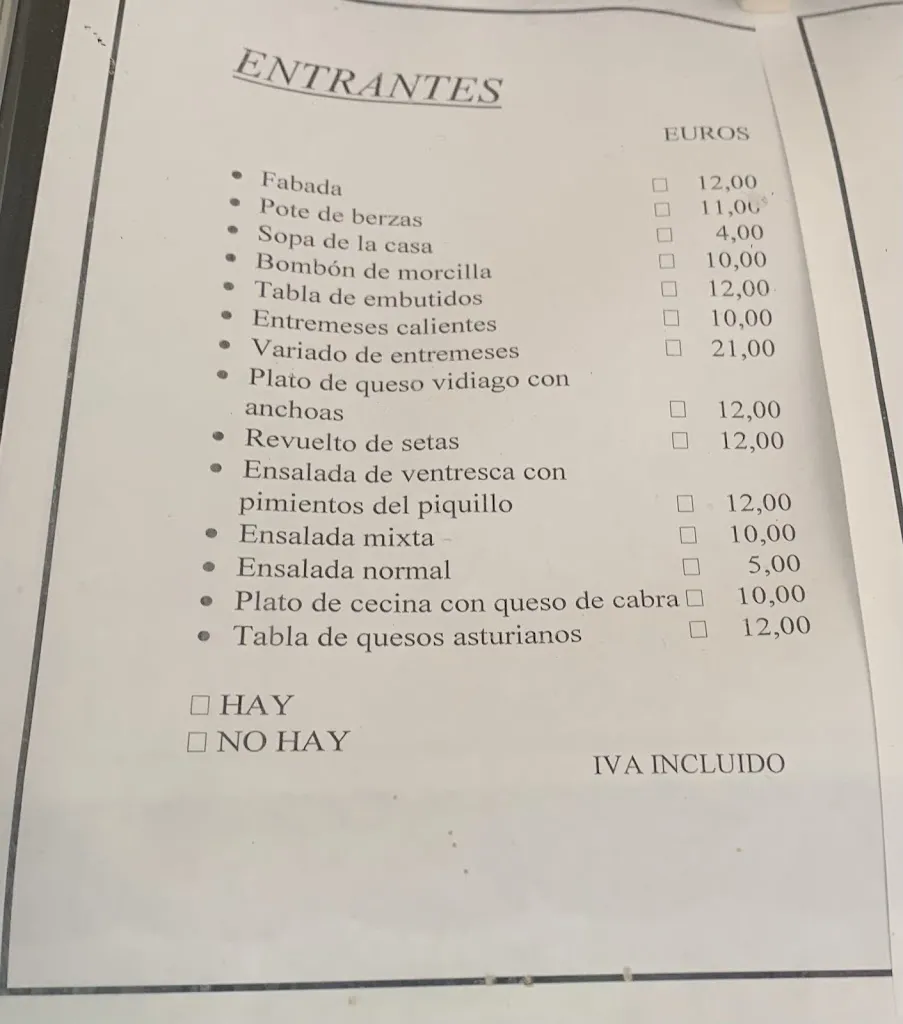 ENTRANTES
EUROS
• Fabada □ 12,00
• Pote de berzas □ 11,00
• Sopa de la casa □ 4,00
• Bombón de morcilla □ 10,00
• Tabla de embutidos □ 12,00
• Entremeses calientes □ 10,00
• Variado de entremeses □ 21,00
• Plato de queso vidiago con
anchoas □ 12,00
• Revuelto de setas □ 12,00
• Ensalada de ventresca con
pimientos del piquillo □ 12,00
• Ensalada mixta □ 10,00
• Ensalada normal □ 5,00
• Plato de cecina con queso de cabra □ 10,00
• Tabla de quesos asturianos □ 12,00
□ HAY
□ NO HAY
IVA INCLUIDO